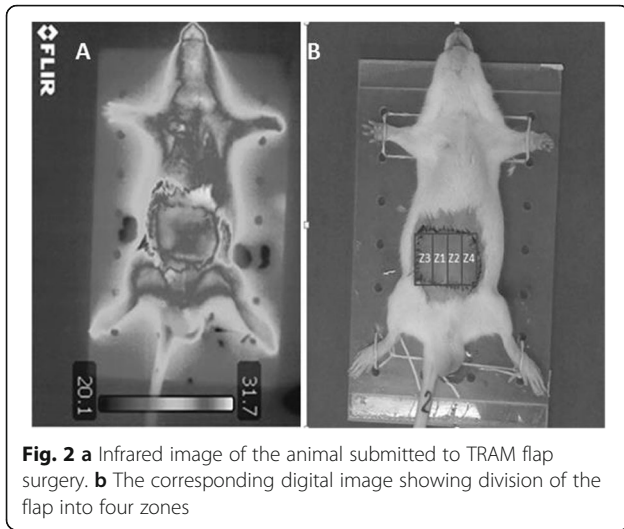 FLIR
A
B
Z3 Z1 Z2 Z4
2
20.1
31.7
Fig. 2 a Infrared image of the animal submitted to TRAM flap
surgery. b The corresponding digital image showing division of the
flap into four zones